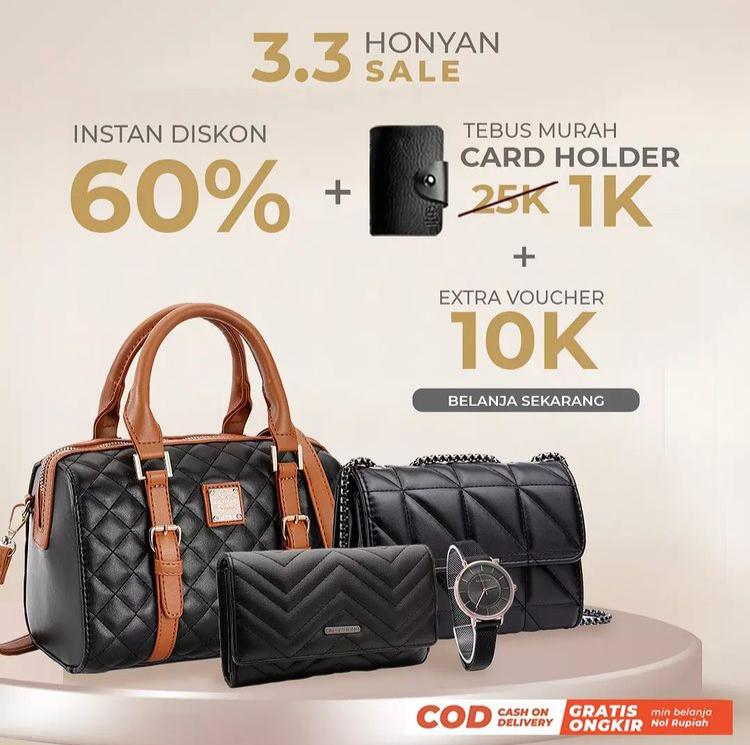 3.3 HONYAN
SALE
INSTAN DISKON
60%
+
TEBUS MURAH
CARD HOLDER
25K 1K
+
EXTRA VOUCHER
10K
BELANJA SEKARANG
COD CASH ON DELIVERY
GRATIS ONGKIR
min belanja
Nol Rupiah